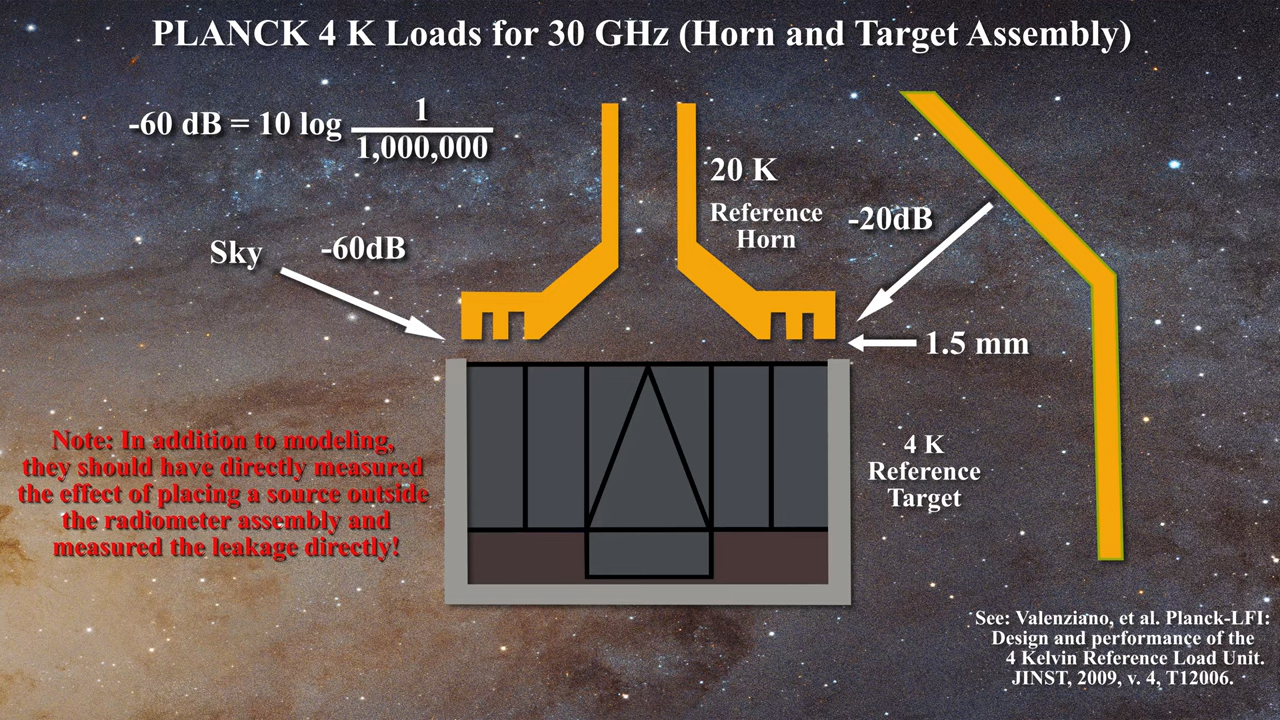 PLANCK 4 K Loads for 30 GHz (Horn and Target Assembly)
-60 dB = 10 log 1
1,000,000
20 K
Reference
Horn
-20dB
Sky
-60dB
1.5 mm
Note: In addition to modeling,
they should have directly measured
the effect of placing a source outside
the radiometer assembly and
measured the leakage directly!
4 K
Reference
Target
See: Valenziano, et al. Planck-LFI:
Design and performance of the
4 Kelvin Reference Load Unit.
JINST, 2009, v. 4, T12006.